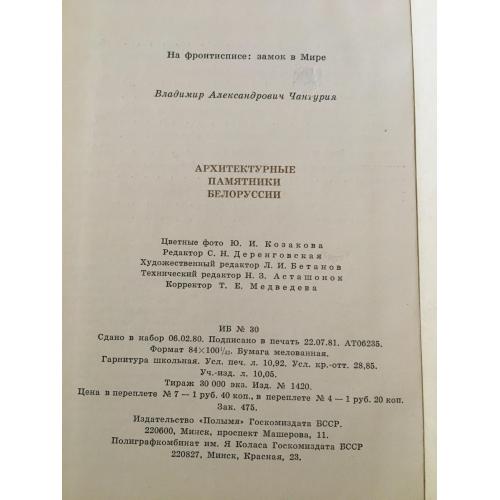 На фронтисписе: замок в Мире
Владимир Александрович Чантурия
АРХИТЕКТУРНЫЕ
ПАМЯТНИКИ
БЕЛОРУССИИ
Цветные фото Ю. И. Козакова
Редактор С. Н. Деренговская
Художественный редактор Л. И. Бетанов
Технический редактор Н. З. Асташонок
Корректор Т. Е. Медведева
ИБ № 30
Сдано в набор 06.02.80. Подписано в печать 22.07.81. АТ06235.
Формат 84×100¹/₃₂. Бумага мелованная.
Гарнитура школьная. Усл. печ. л. 10,92. Усл. кр.-отт. 28,85.
Уч.-изд. л. 10,05.
Тираж 30 000 экз. Изд. № 1420.
Цена в переплете № 7—1 руб. 40 коп., в переплете № 4—1 руб. 20 коп.
Зак. 475.
Издательство «Полымя» Госкомиздата БССР.
220600, Минск, проспект Машерова, 11.
Полиграфкомбинат им Я Коласа Госкомиздата БССР
220827, Минск, Красная, 23.